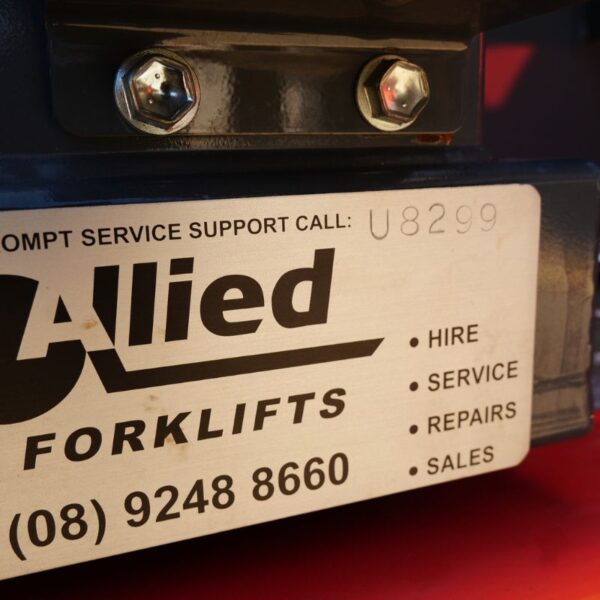 OMPT SERVICE SUPPORT CALL: U8299
Allied
FORKLIFTS
(08) 9248 8660
• HIRE
• SERVICE
• REPAIRS
• SALES